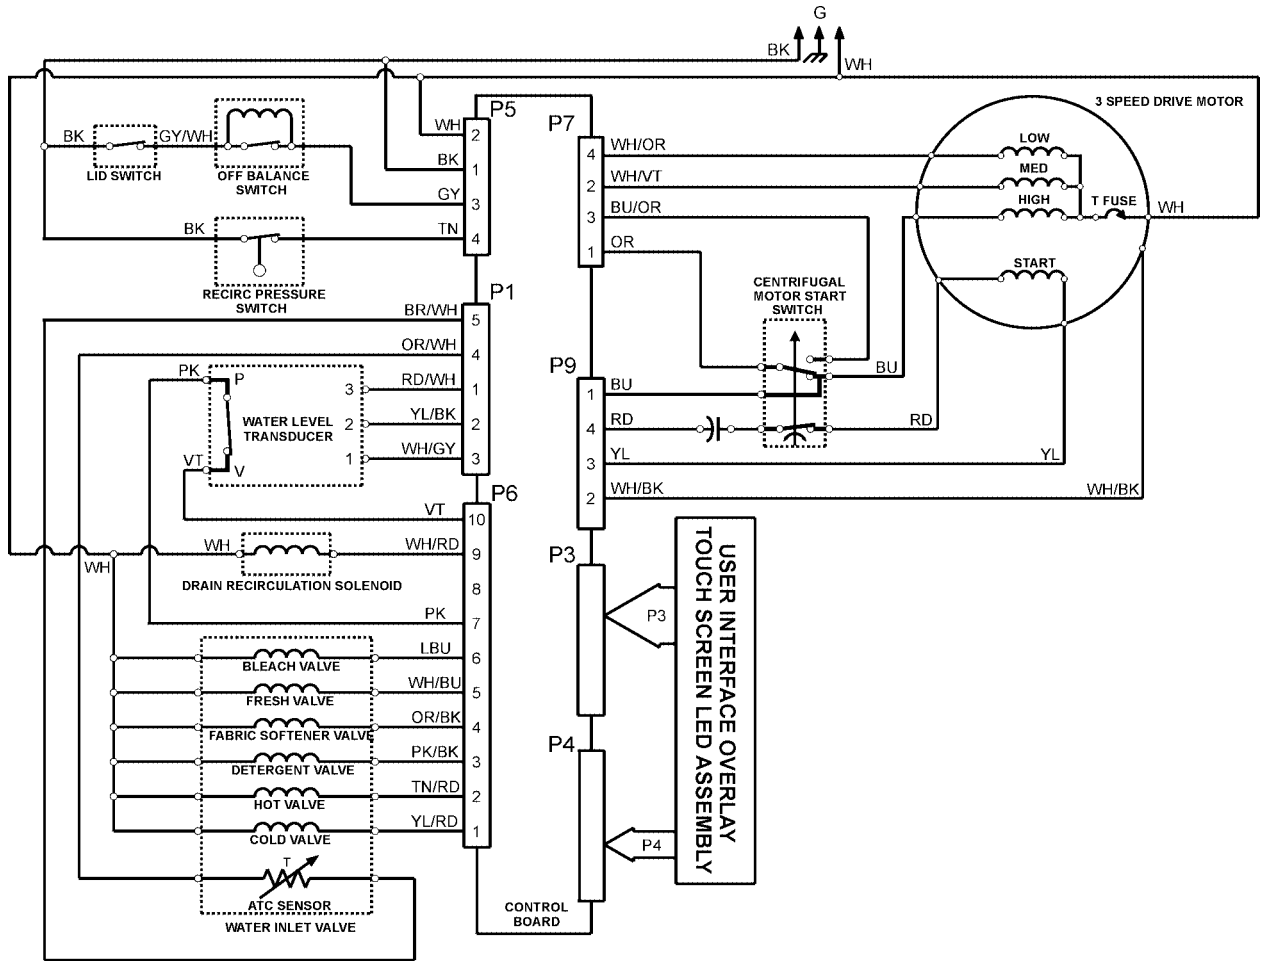 G
BK
WH
3 SPEED DRIVE MOTOR
P5
P7
BK
GY/WH
LID SWITCH
OFF BALANCE
SWITCH
WH
2
BK
1
GY
3
BK
TN
4
RECIRC PRESSURE
SWITCH
4
WH/OR
2
WH/VT
3
BU/OR
1
OR
LOW
MED
HIGH
T FUSE
WH
START
CENTRIFUGAL
MOTOR START
SWITCH
P1
BR/WH
5
OR/WH
4
RD/WH
1
YL/BK
2
WH/GY
3
PK
P
WATER LEVEL
TRANSDUCER
3
2
1
VT
V
P9
1
BU
BU
4
RD
RD
3
YL
YL
2
WH/BK
WH/BK
P6
VT
10
WH
WH/RD
9
WH
DRAIN RECIRCULATION SOLENOID
8
PK
7
LBU
6
BLEACH VALVE
WH/BU
5
FRESH VALVE
OR/BK
4
FABRIC SOFTENER VALVE
PK/BK
3
DETERGENT VALVE
TN/RD
2
HOT VALVE
YL/RD
1
COLD VALVE
T
ATC SENSOR
WATER INLET VALVE
P3
P3
P4
P4
USER INTERFACE OVERLAY
TOUCH SCREEN LED ASSEMBLY
CONTROL
BOARD